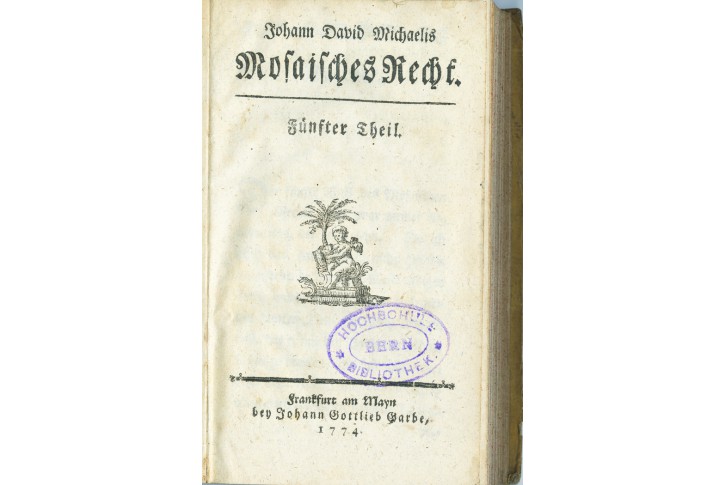 Johann David Michaelis
Mosaisches Recht.
Fünfter Theil.
HOCHSCHULE
BERN
BIBLIOTHEK.
Frankfurt am Mayn
bey Johann Gottlieb Garbe,
1774.